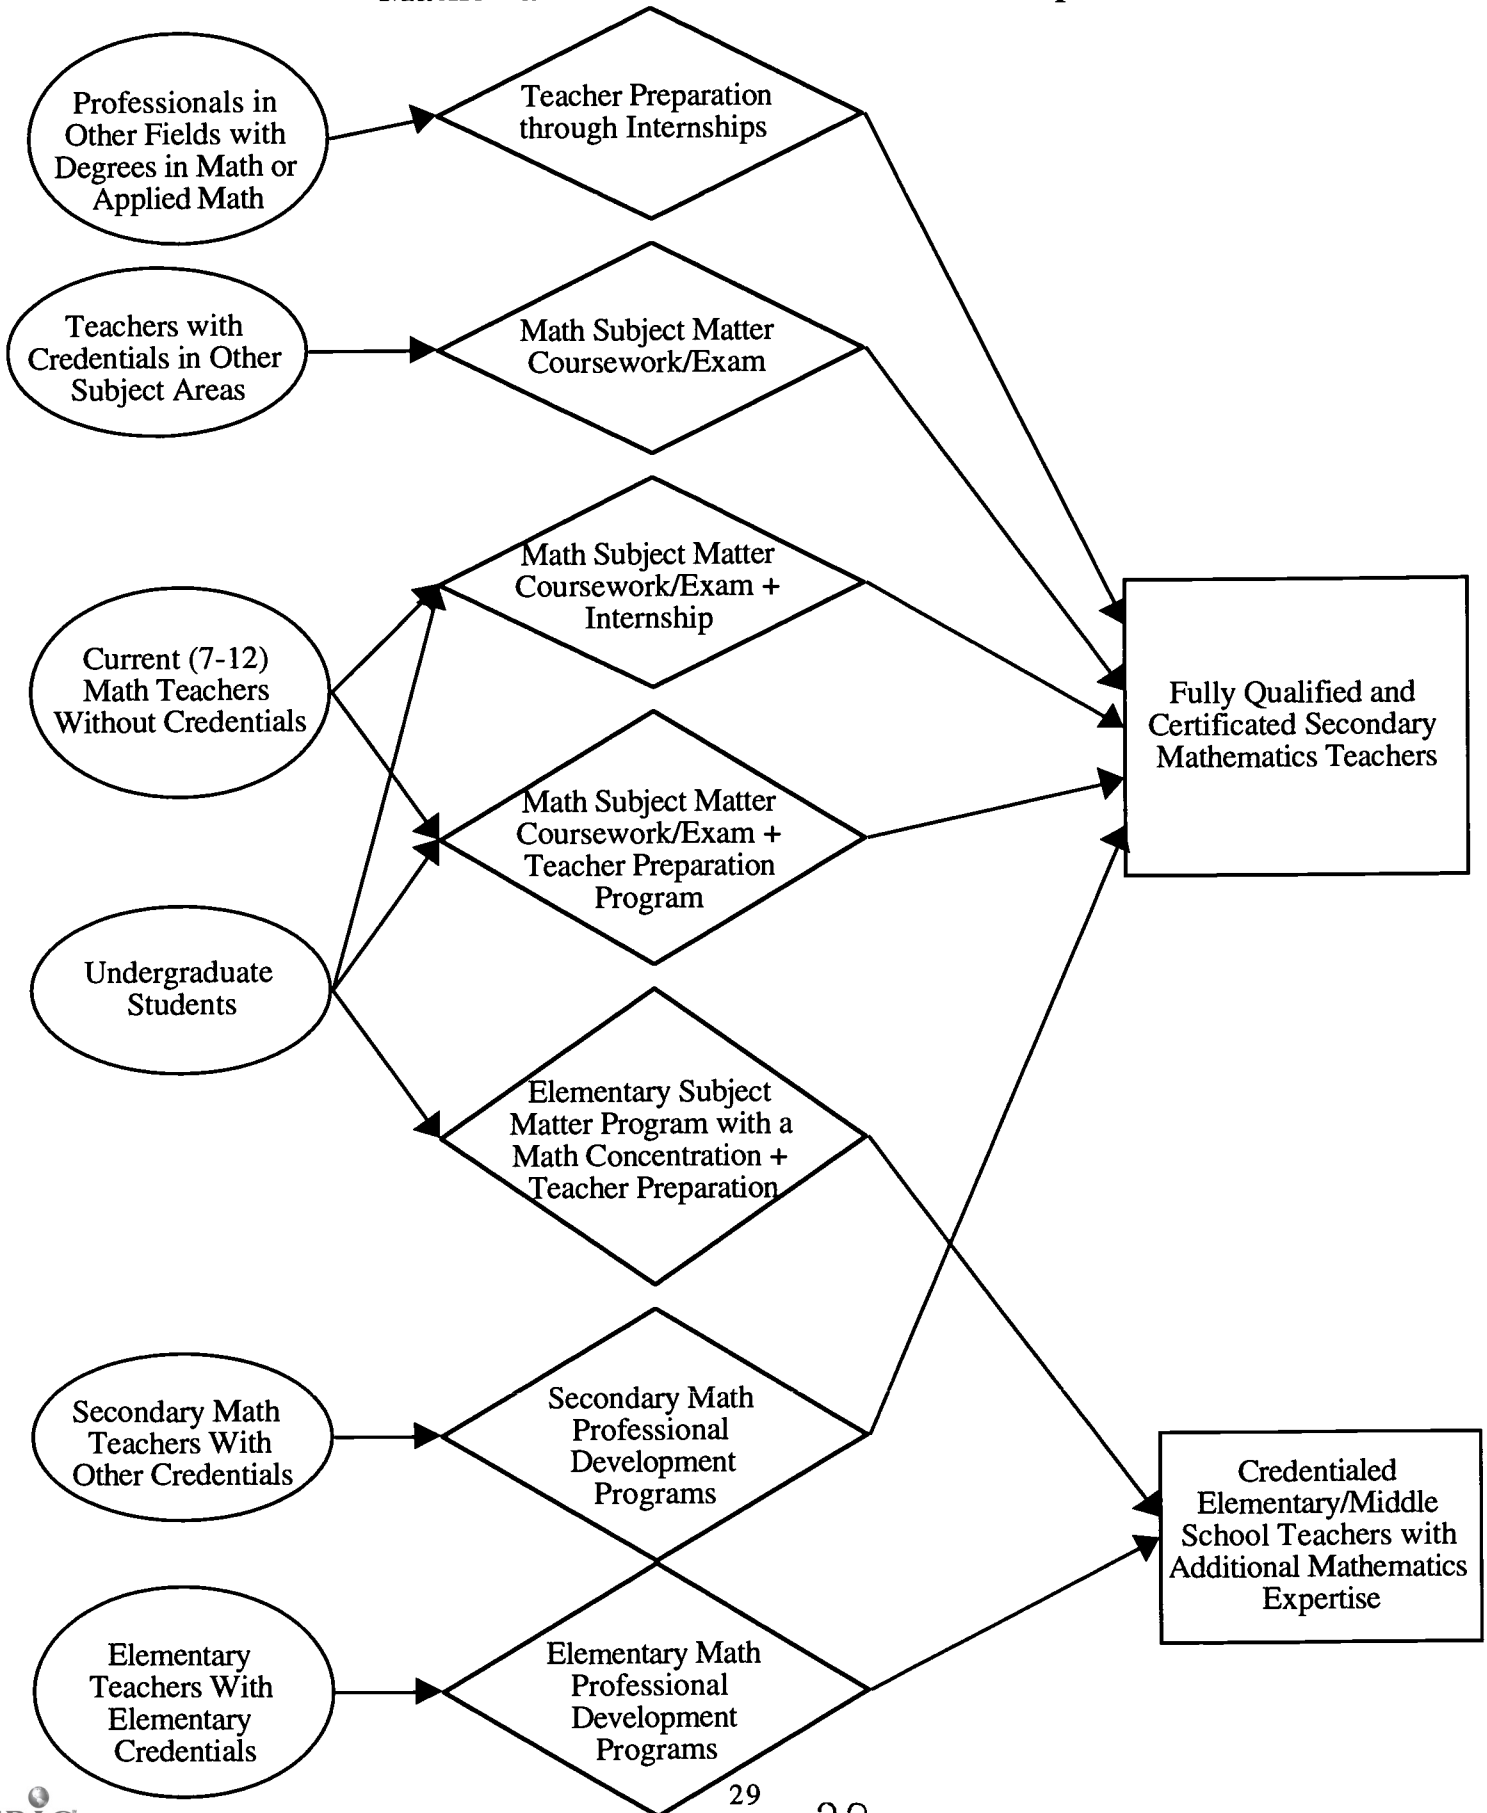 Professionals in
Other Fields with
Degrees in Math or
Applied Math
Teacher Preparation
through Internships
Teachers with
Credentials in Other
Subject Areas
Math Subject Matter
Coursework/Exam
Math Subject Matter
Coursework/Exam +
Internship
Current (7-12)
Math Teachers
Without Credentials
Fully Qualified and
Certificated Secondary
Mathematics Teachers
Math Subject Matter
Coursework/Exam +
Teacher Preparation
Program
Undergraduate
Students
Elementary Subject
Matter Program with a
Math Concentration +
Teacher Preparation
Secondary Math
Teachers With
Other Credentials
Secondary Math
Professional
Development
Programs
Credentialed
Elementary/Middle
School Teachers with
Additional Mathematics
Expertise
Elementary
Teachers With
Elementary
Credentials
Elementary Math
Professional
Development
Programs
29